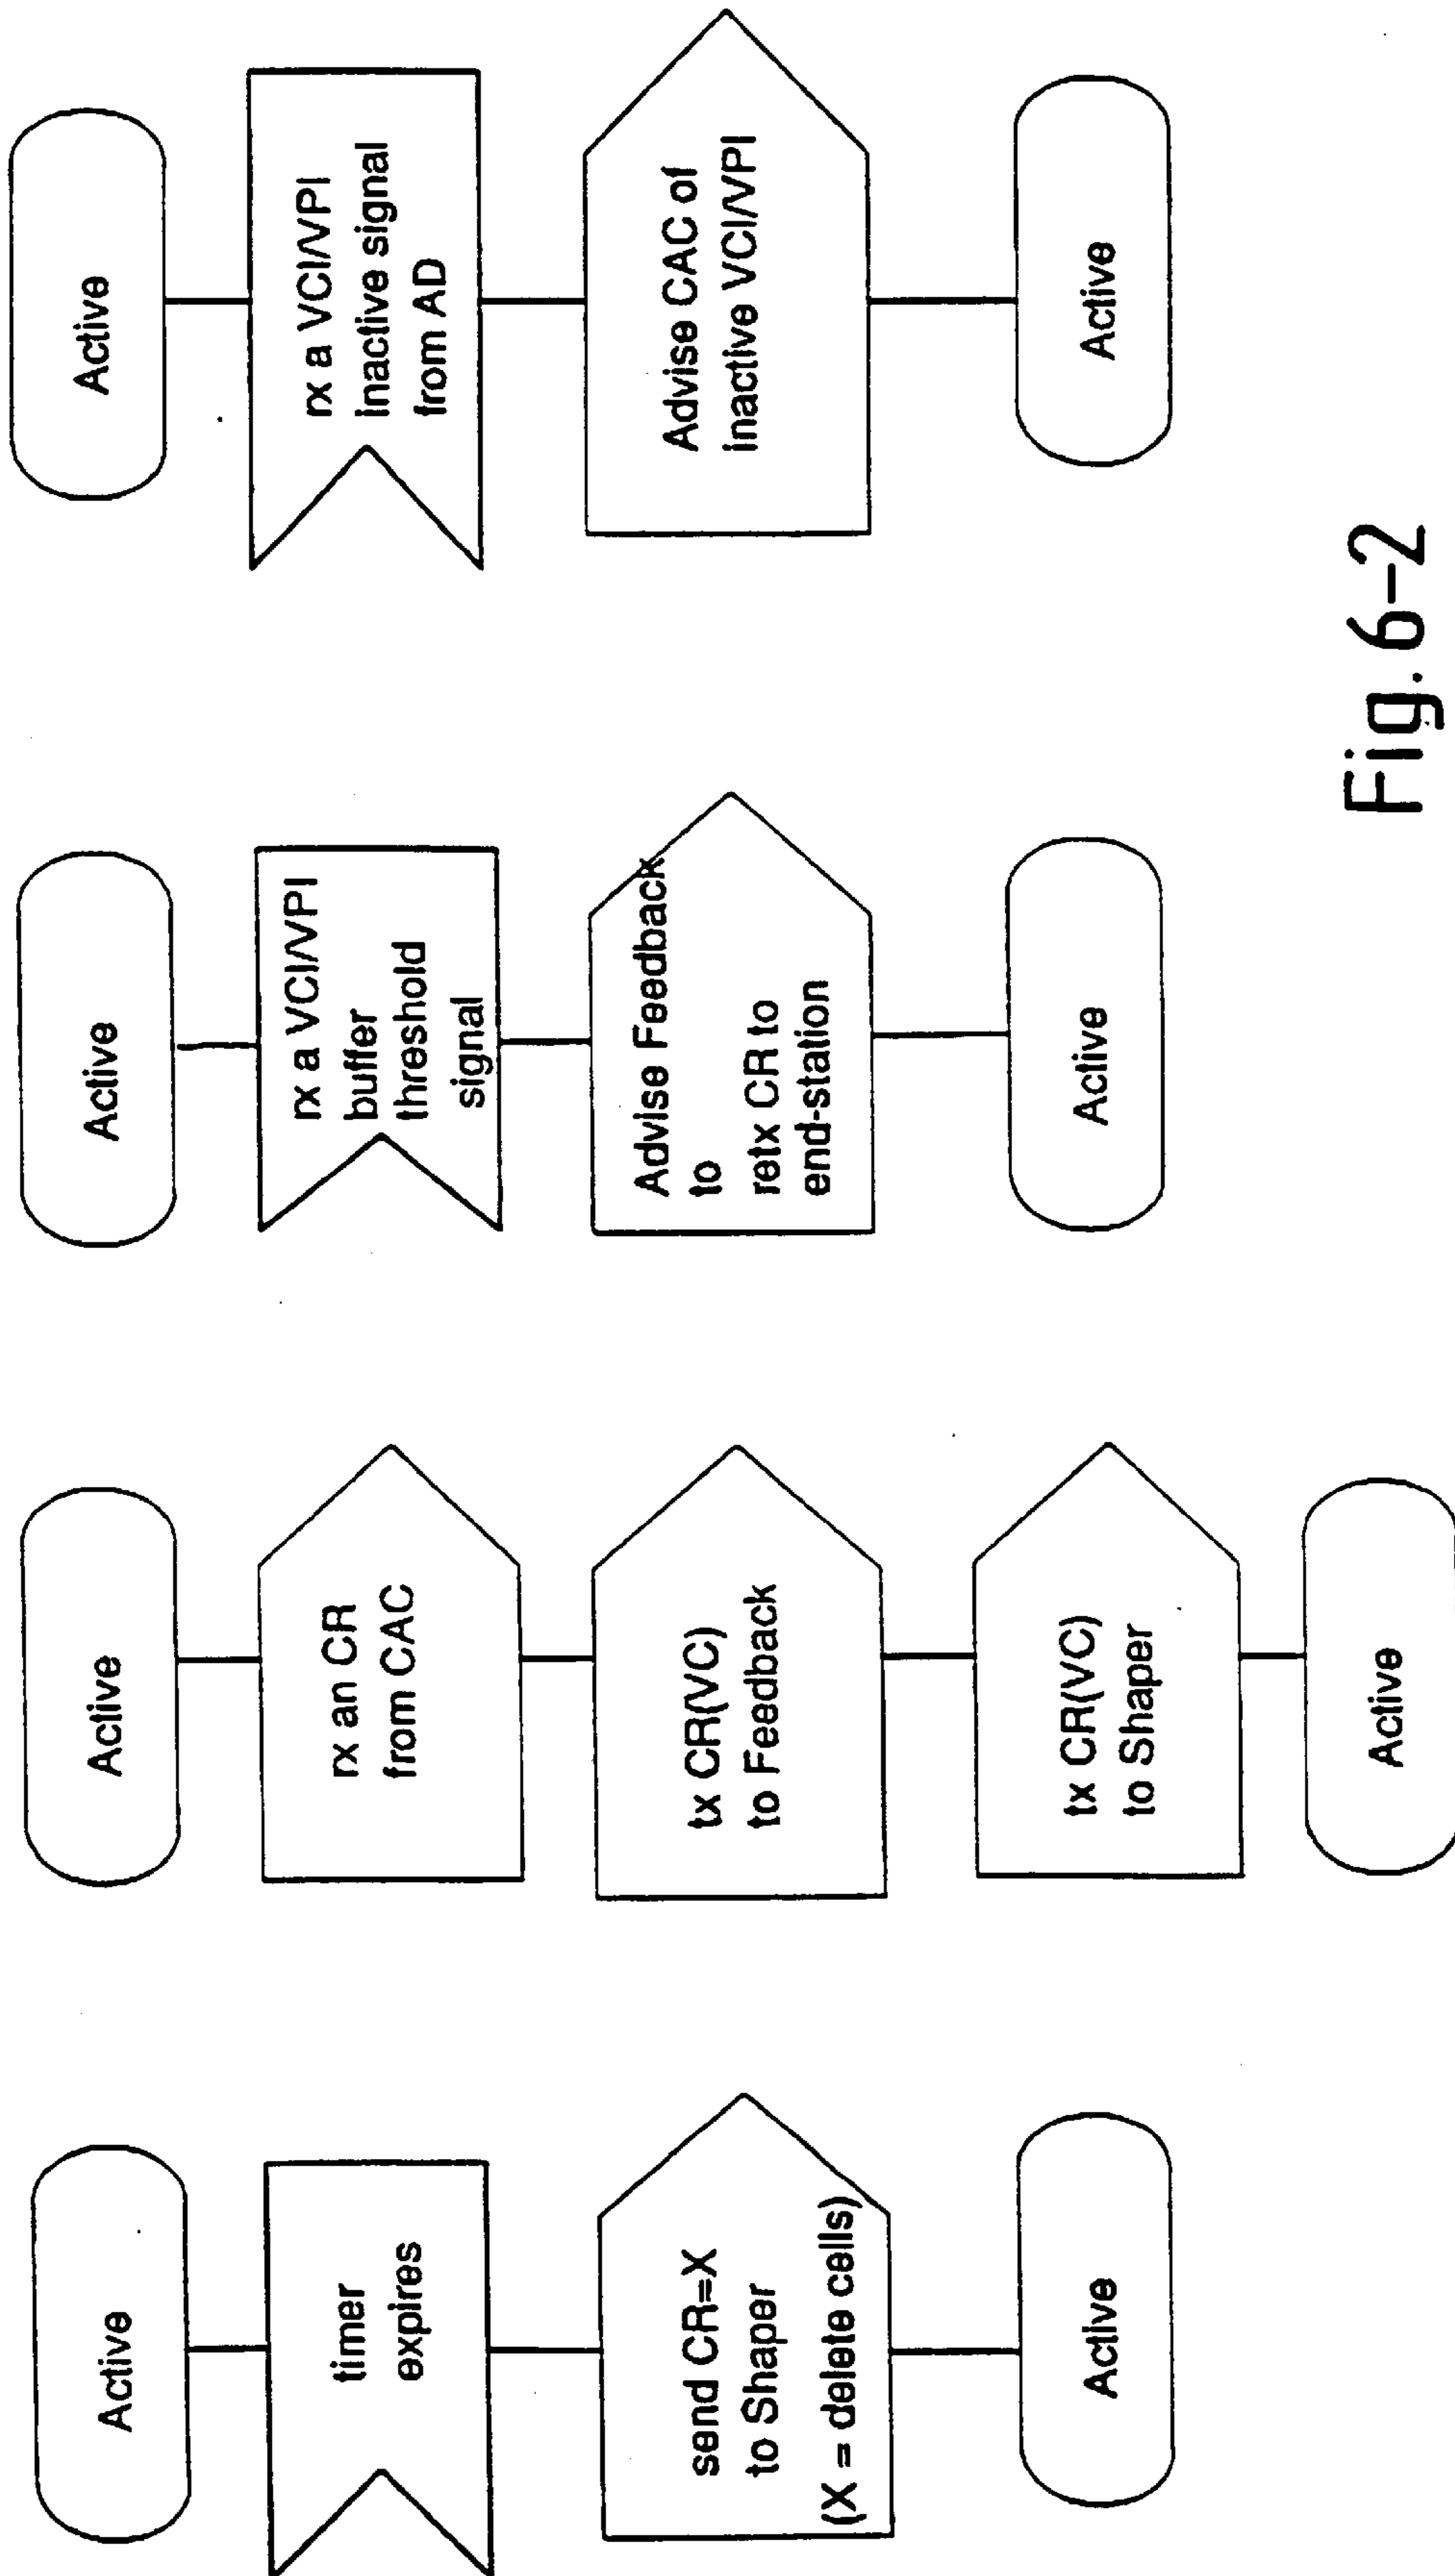 Active
timer
expires
send CR=X
to Shaper
(X = delete cells)
Active
Active
rx an CR
from CAC
tx CR(VC)
to Feedback
tx CR(VC)
to Shaper
Active
Active
rx a VCI/VPI
buffer
threshold
signal
Advise Feedback
to
retx CR to
end-station
Active
Active
rx a VCI/VPI
inactive signal
from AD
Advise CAC of
inactive VCI/VPI
Active
Fig. 6-2